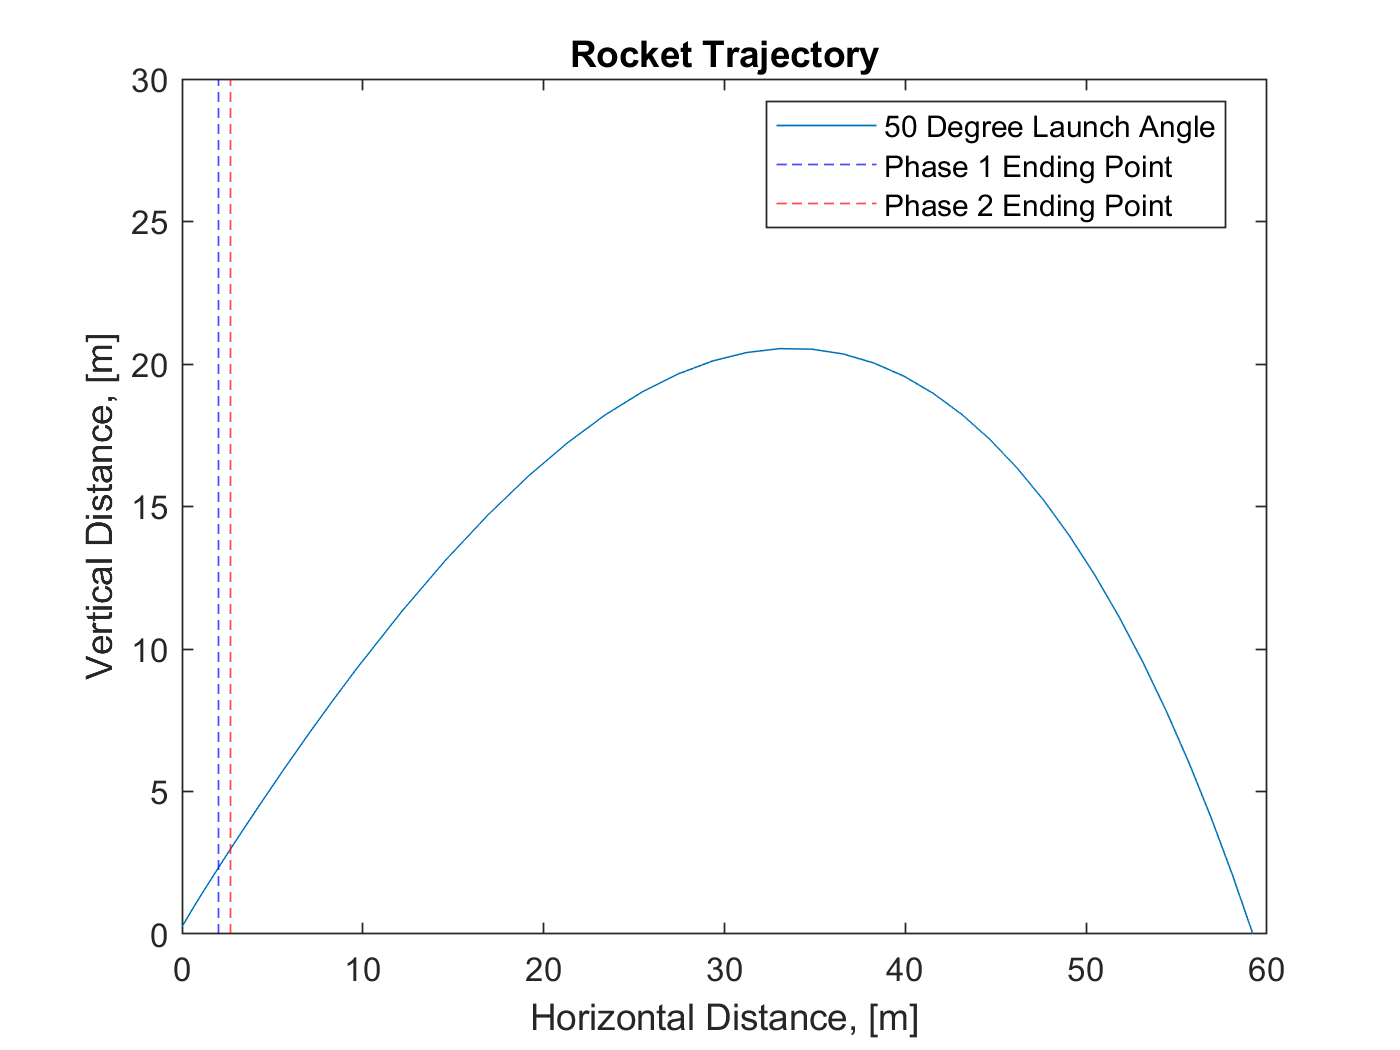 Rocket Trajectory
50 Degree Launch Angle
Phase 1 Ending Point
Phase 2 Ending Point
30
25
20
15
10
5
0
Vertical Distance, [m]
0 10 20 30 40 50 60
Horizontal Distance, [m]